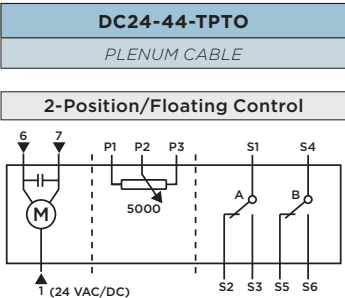 DC24-44-TPTO
PLENUM CABLE
2-Position/Floating Control
6 7 P1 P2 P3 S1 S4
A B
M 5000
1 (24 VAC/DC) S2 S3 S5 S6